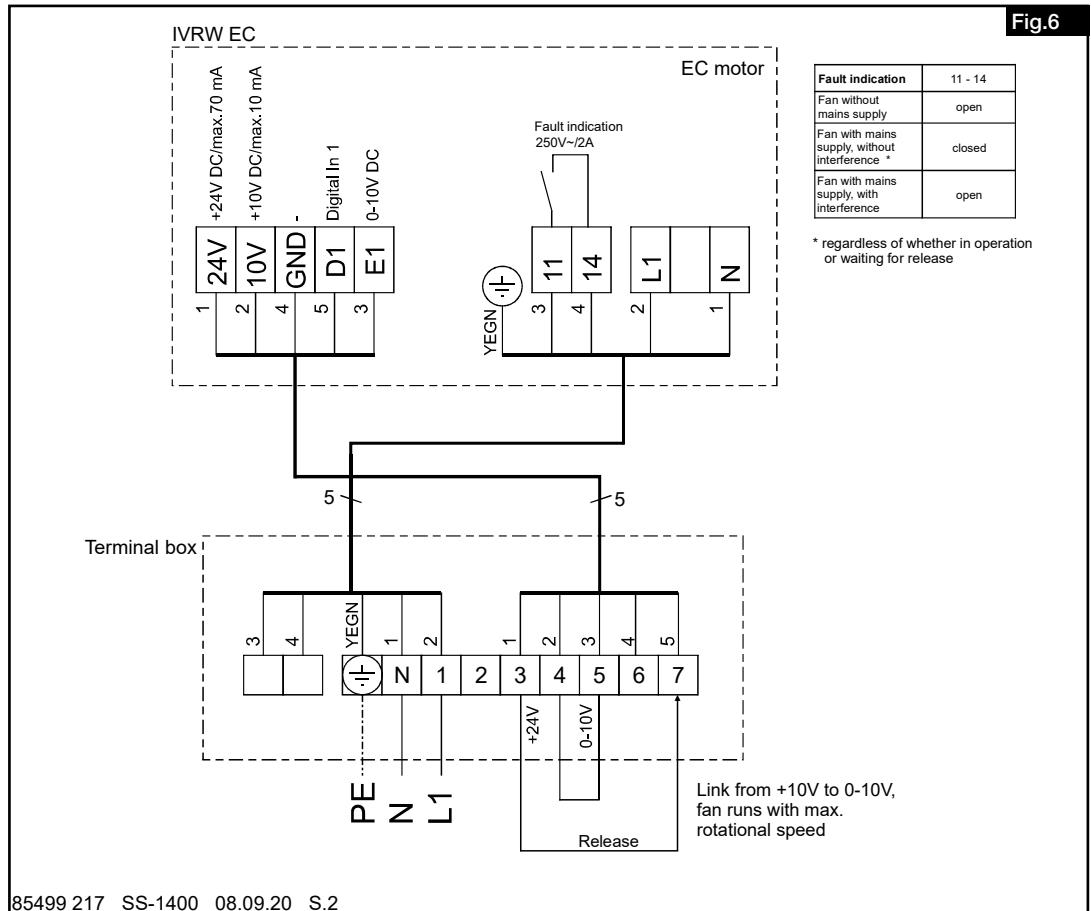 Fig.6
IVRW EC
EC motor
+24V DC/max.70 mA
+10V DC/max.10 mA
-
Digital In 1
0-10V DC
24V
10V
GND
D1
E1
1
2
4
5
3
Fault indication
250V~/2A
11
14
L1
N
YEGN
3
4
2
1
Fault indication 11 - 14
Fan without
mains supply
open
Fan with mains
supply, without
interference *
closed
Fan with mains
supply, with
interference
open
* regardless of whether in operation
or waiting for release
5
5
Terminal box
3
4
YEGN
1
2
1
2
3
4
5
N
1
2
3
4
5
6
7
+24V
0-10V
PE
N
L1
Release
Link from +10V to 0-10V,
fan runs with max.
rotational speed
85499 217 SS-1400 08.09.20 S.2